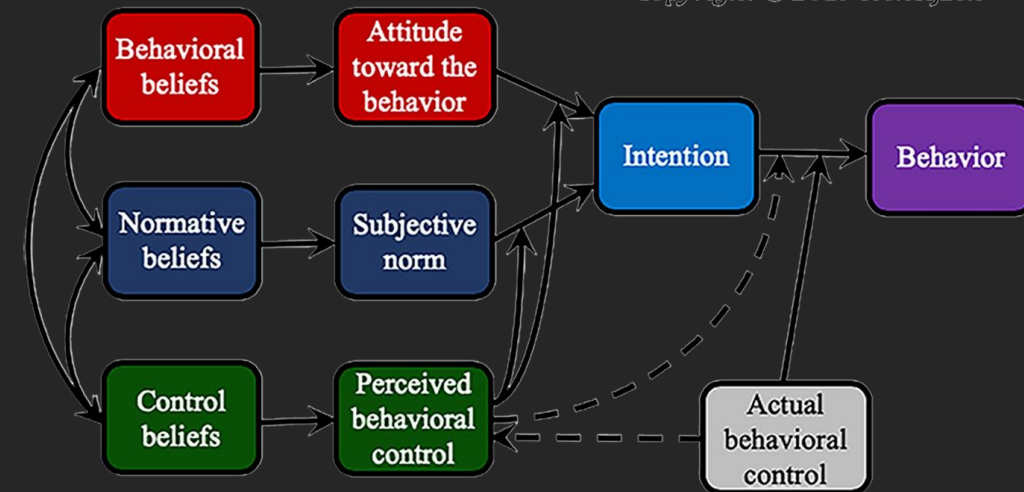 Behavioral
beliefs
Attitude
toward the
behavior
Intention
Behavior
Normative
beliefs
Subjective
norm
Control
beliefs
Perceived
behavioral
control
Actual
behavioral
control